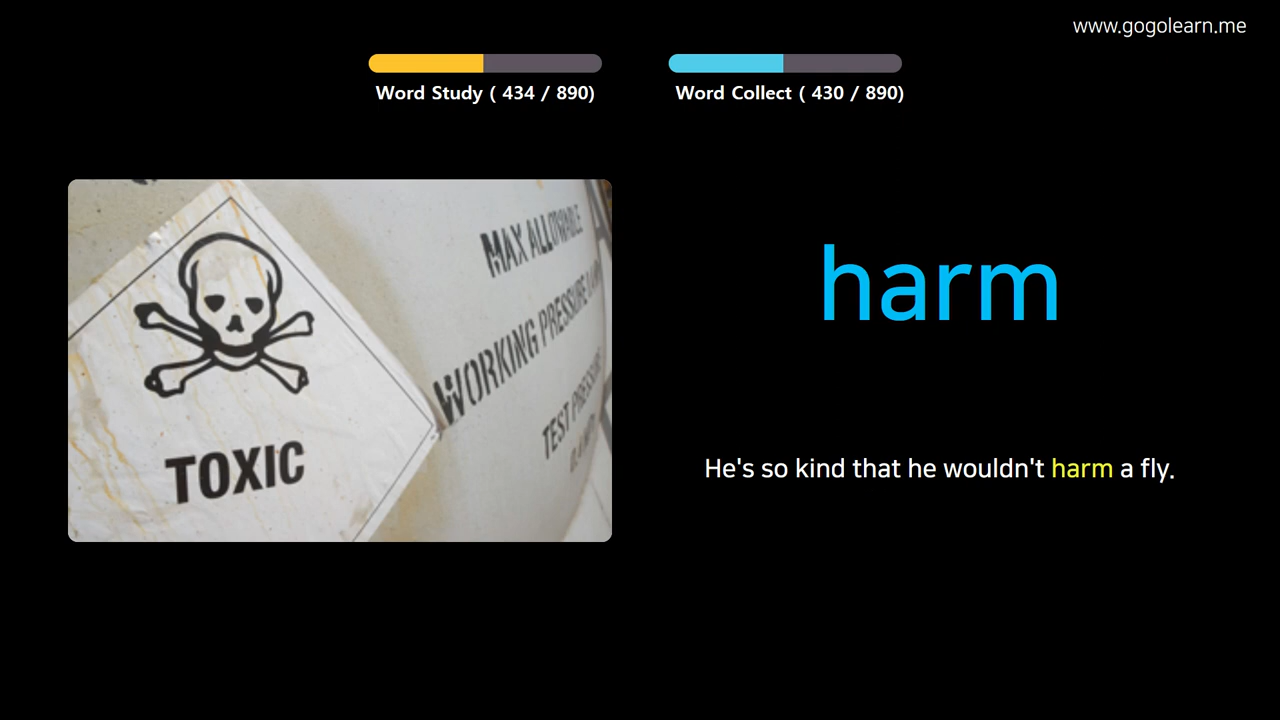 www.gogolearn.me
Word Study ( 434 / 890)
Word Collect ( 430 / 890)
MAX ALLOWABLE
WORKING PRESSURE
TEST PRESSURE
TOXIC
harm
He's so kind that he wouldn't harm a fly.